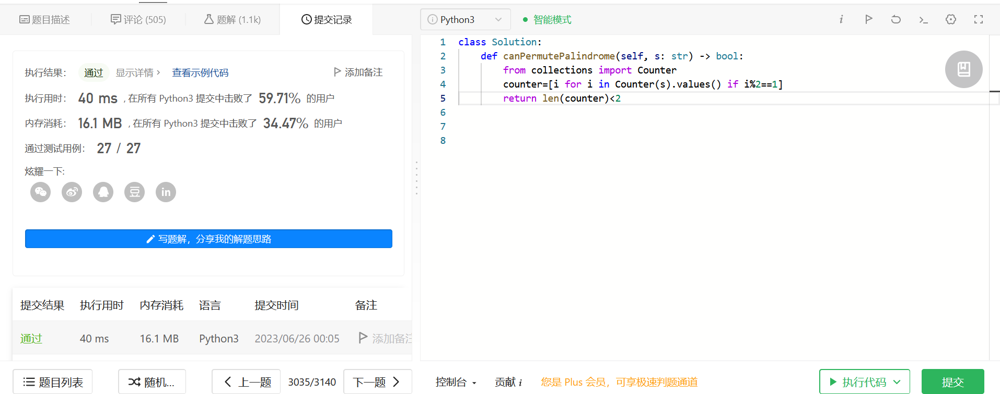 题目描述
评论 (505)
题解 (1.1k)
提交记录
执行结果：
通过
显示详情 ›
查看示例代码
添加备注
执行用时：
40 ms , 在所有 Python3 提交中击败了 59.71% 的用户
内存消耗：
16.1 MB , 在所有 Python3 提交中击败了 34.47% 的用户
通过测试用例：
27 / 27
炫耀一下:
豆
in
写题解，分享我的解题思路
提交结果 执行用时 内存消耗 语言 提交时间 备注
通过 40 ms 16.1 MB Python3 2023/06/26 00:05 添加备注
题目列表
随机...
上一题
3035/3140
下一题
i Python3
智能模式
i
1 class Solution:
2 def canPermutePalindrome(self, s: str) -> bool:
3 from collections import Counter
4 counter=[i for i in Counter(s).values() if i%2==1]
5 return len(counter)<2
6
7
8
控制台
贡献 i
您是 Plus 会员，可享极速判题通道
执行代码
提交